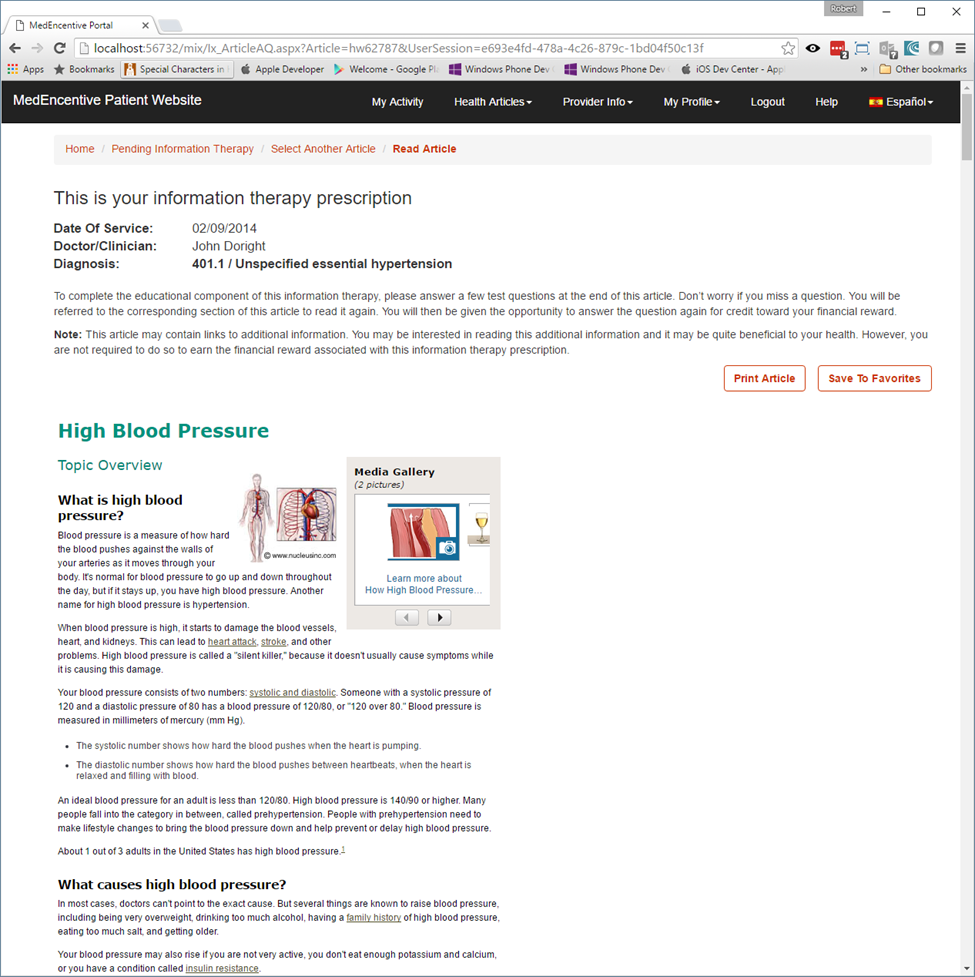 Robert
MedEncentive Portal
localhost:56732/mix/Ix_ArticleAQ.aspx?Article=hw62787&UserSession=e693e4fd-478a-4c26-879c-1bd04f50c13f
2
7
Apps Bookmarks Special Characters in Apple Developer Welcome - Google Pl Windows Phone Dev Windows Phone Dev iOS Dev Center - App » Other bookmarks
MedEncentive Patient Website My Activity Health Articles Provider Info My Profile Logout Help Español
Home / Pending Information Therapy / Select Another Article / Read Article
This is your information therapy prescription
Date Of Service: 02/09/2014
Doctor/Clinician: John Doright
Diagnosis: 401.1 / Unspecified essential hypertension
To complete the educational component of this information therapy, please answer a few test questions at the end of this article. Don't worry if you miss a question. You will be
referred to the corresponding section of this article to read it again. You will then be given the opportunity to answer the question again for credit toward your financial reward.
Note: This article may contain links to additional information. You may be interested in reading this additional information and it may be quite beneficial to your health. However, you
are not required to do so to earn the financial reward associated with this information therapy prescription.
Print Article Save To Favorites
High Blood Pressure
Topic Overview
What is high blood
pressure?
Blood pressure is a measure of how hard
the blood pushes against the walls of
your arteries as it moves through your
body. It's normal for blood pressure to go up and down throughout
the day, but if it stays up, you have high blood pressure. Another
name for high blood pressure is hypertension.
© www.nucleusinc.com
Media Gallery
(2 pictures)
Learn more about
How High Blood Pressure...
When blood pressure is high, it starts to damage the blood vessels,
heart, and kidneys. This can lead to heart attack, stroke, and other
problems. High blood pressure is called a "silent killer," because it doesn't usually cause symptoms while
it is causing this damage.
Your blood pressure consists of two numbers: systolic and diastolic. Someone with a systolic pressure of
120 and a diastolic pressure of 80 has a blood pressure of 120/80, or "120 over 80." Blood pressure is
measured in millimeters of mercury (mm Hg).
• The systolic number shows how hard the blood pushes when the heart is pumping.
• The diastolic number shows how hard the blood pushes between heartbeats, when the heart is
relaxed and filling with blood.
An ideal blood pressure for an adult is less than 120/80. High blood pressure is 140/90 or higher. Many
people fall into the category in between, called prehypertension. People with prehypertension need to
make lifestyle changes to bring the blood pressure down and help prevent or delay high blood pressure.
About 1 out of 3 adults in the United States has high blood pressure.1
What causes high blood pressure?
In most cases, doctors can't point to the exact cause. But several things are known to raise blood pressure,
including being very overweight, drinking too much alcohol, having a family history of high blood pressure,
eating too much salt, and getting older.
Your blood pressure may also rise if you are not very active, you don't eat enough potassium and calcium,
or you have a condition called insulin resistance.